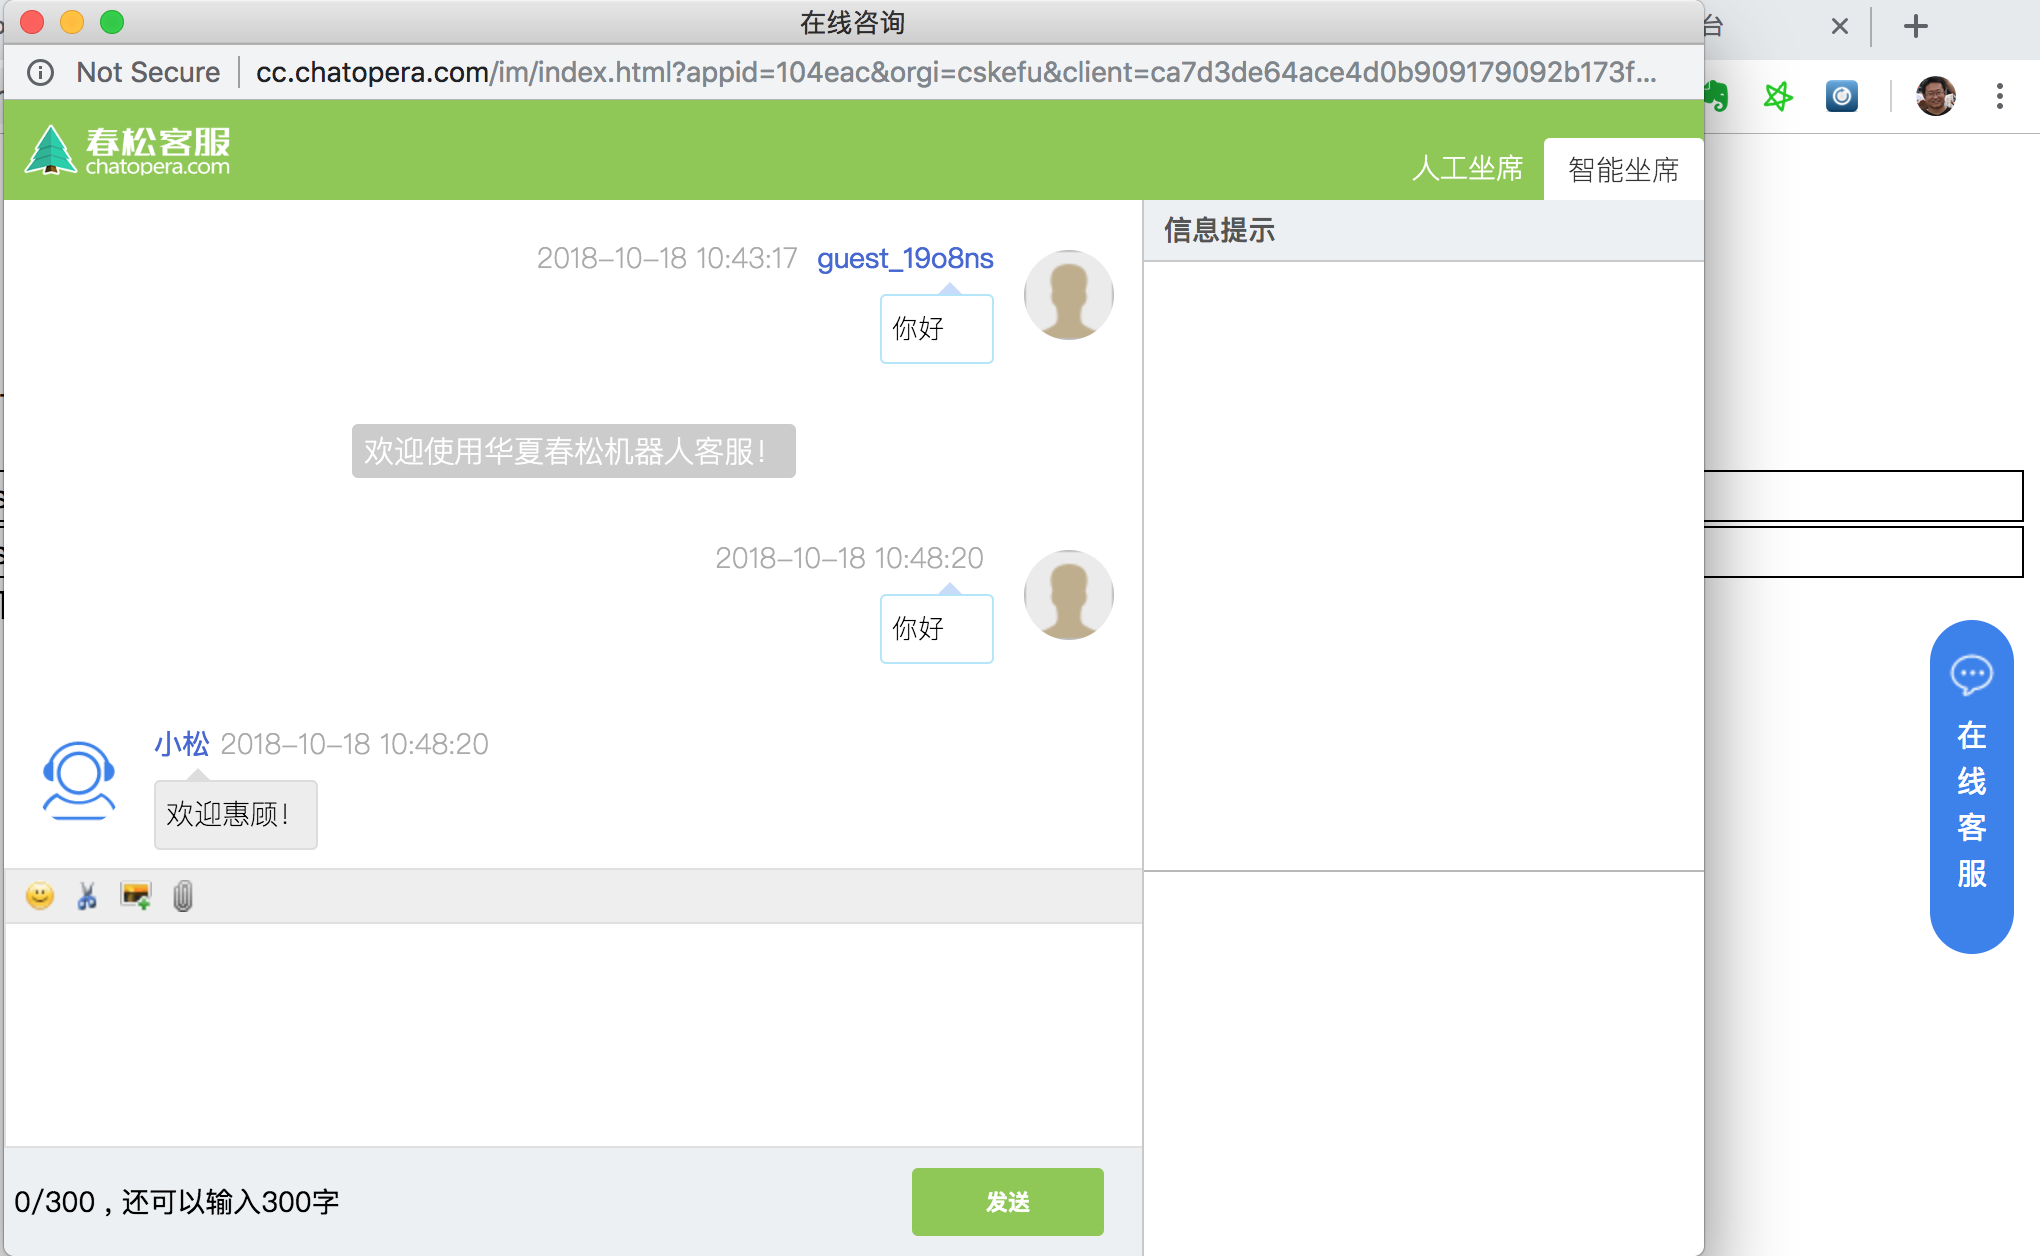 在线咨询
台
Not Secure
cc.chatopera.com/im/index.html?appid=104eac&orgi=cskefu&client=ca7d3de64ace4d0b909179092b173f...
春松客服
chatopera.com
人工坐席
智能坐席
信息提示
2018-10-18 10:43:17 guest_19o8ns
你好
欢迎使用华夏春松机器人客服!
2018-10-18 10:48:20
你好
小松 2018-10-18 10:48:20
欢迎惠顾!
0/300 , 还可以输入300字
发送
在
线
客
服